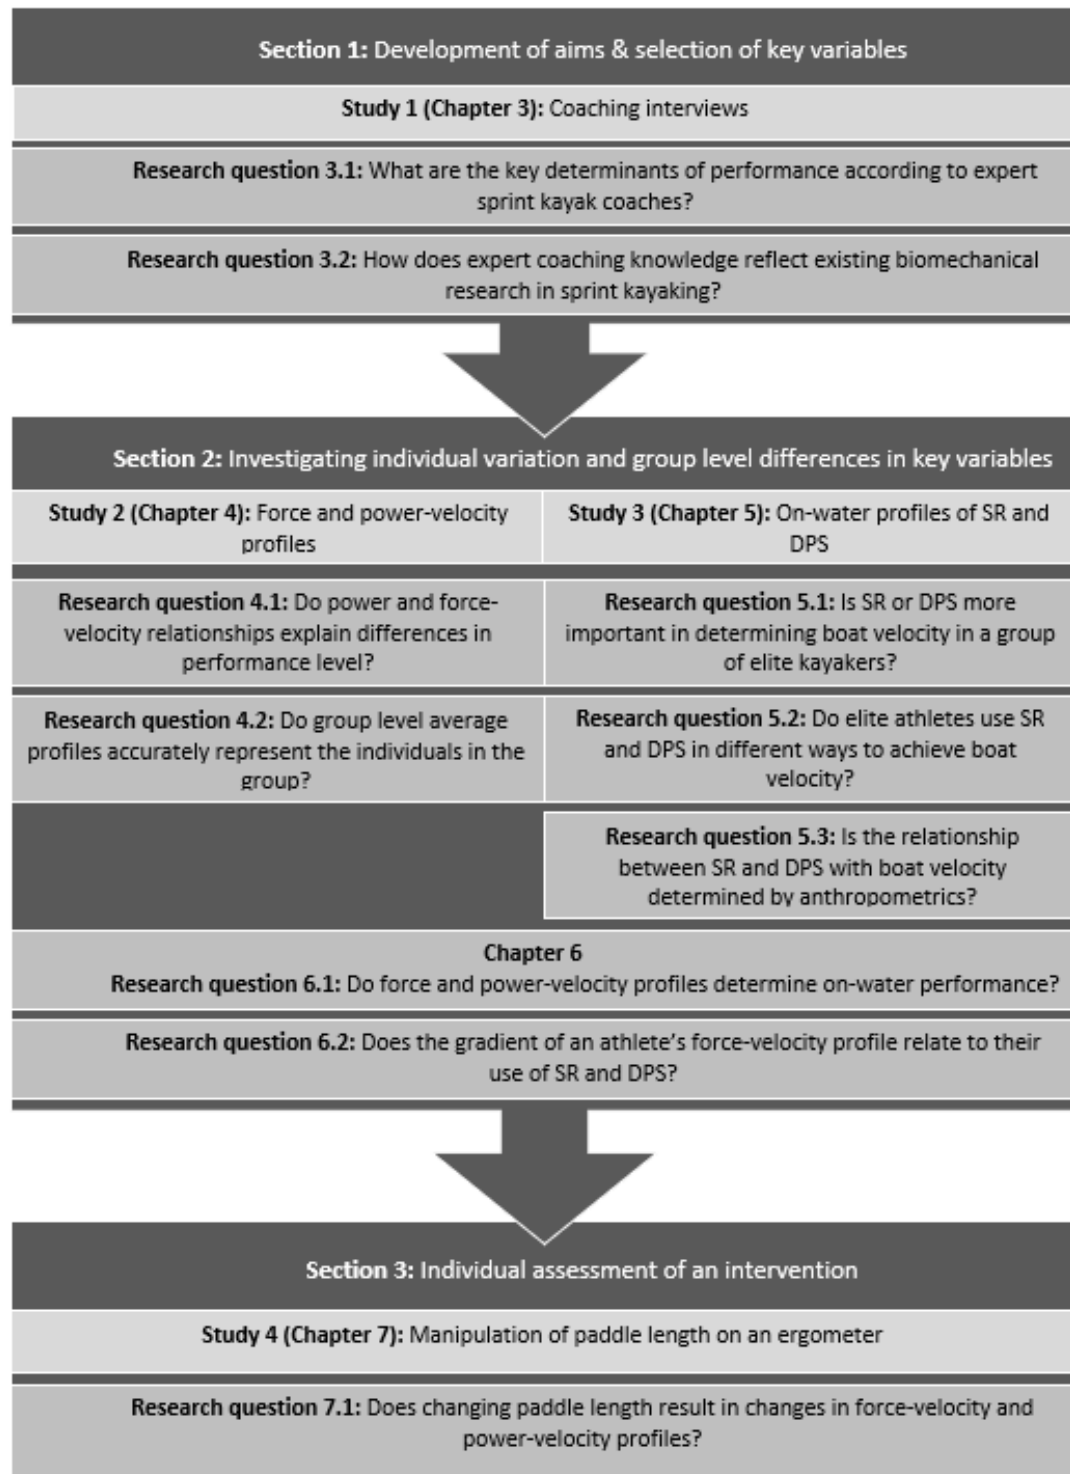 Section 1: Development of aims & selection of key variables
Study 1 (Chapter 3): Coaching interviews
Research question 3.1: What are the key determinants of performance according to expert
sprint kayak coaches?
Research question 3.2: How does expert coaching knowledge reflect existing biomechanical
research in sprint kayaking?
Section 2: Investigating individual variation and group level differences in key variables
Study 2 (Chapter 4): Force and power-velocity
profiles
Study 3 (Chapter 5): On-water profiles of SR and
DPS
Research question 4.1: Do power and force-
velocity relationships explain differences in
performance level?
Research question 5.1: Is SR or DPS more
important in determining boat velocity in a group
of elite kayakers?
Research question 4.2: Do group level average
profiles accurately represent the individuals in the
group?
Research question 5.2: Do elite athletes use SR
and DPS in different ways to achieve boat
velocity?
Research question 5.3: Is the relationship
between SR and DPS with boat velocity
determined by anthropometrics?
Chapter 6
Research question 6.1: Do force and power-velocity profiles determine on-water performance?
Research question 6.2: Does the gradient of an athlete's force-velocity profile relate to their
use of SR and DPS?
Section 3: Individual assessment of an intervention
Study 4 (Chapter 7): Manipulation of paddle length on an ergometer
Research question 7.1: Does changing paddle length result in changes in force-velocity and
power-velocity profiles?